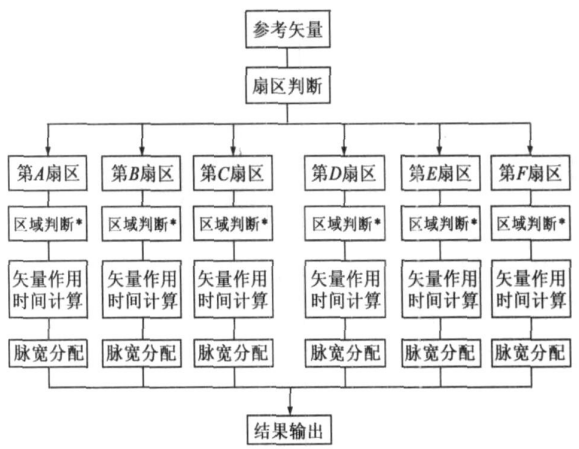 参考矢量
扇区判断
第A扇区 第B扇区 第C扇区 第D扇区 第E扇区 第F扇区
区域判断* 区域判断* 区域判断* 区域判断* 区域判断* 区域判断*
矢量作用 矢量作用 矢量作用 矢量作用 矢量作用 矢量作用
时间计算 时间计算 时间计算 时间计算 时间计算 时间计算
脉宽分配 脉宽分配 脉宽分配 脉宽分配 脉宽分配 脉宽分配
结果输出